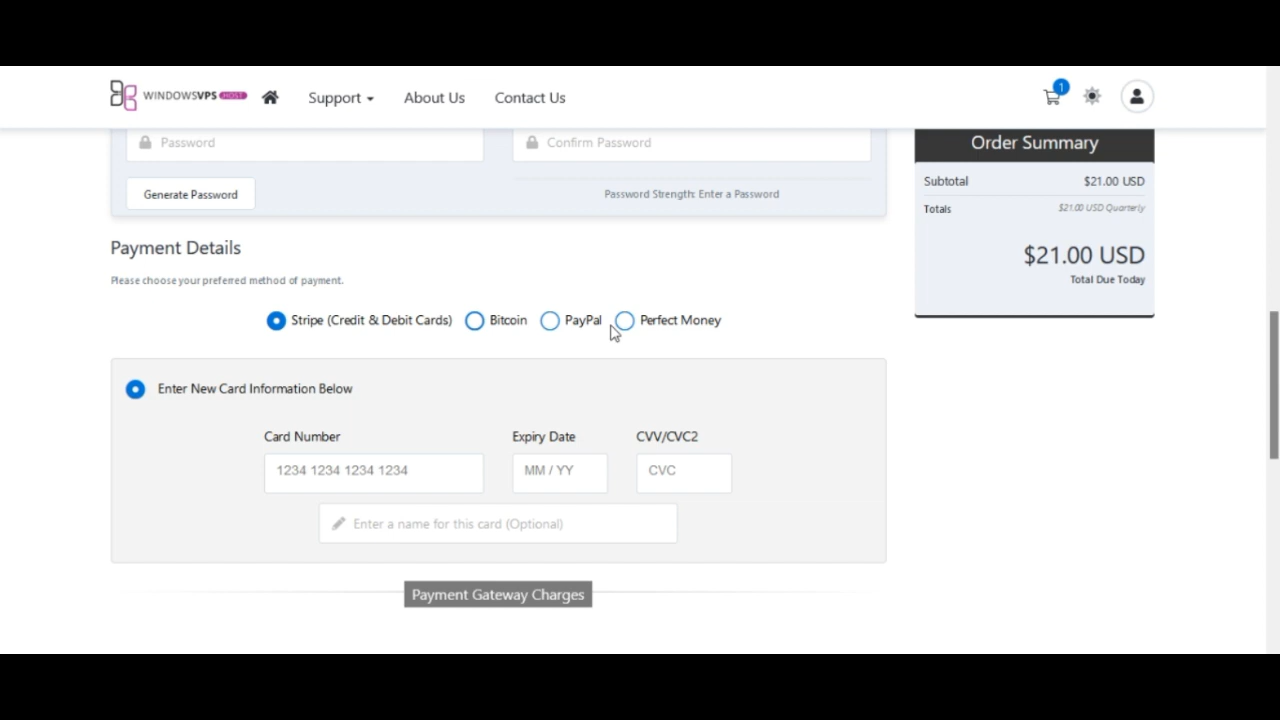 WINDOWSVPS HOST Support About Us Contact Us 1
Password Confirm Password Order Summary
Generate Password Password Strength: Enter a Password Subtotal $21.00 USD
Totals $21.00 USD Quarterly
Payment Details $21.00 USD
Please choose your preferred method of payment. Total Due Today
Stripe (Credit & Debit Cards) Bitcoin PayPal Perfect Money
Enter New Card Information Below
Card Number Expiry Date CVV/CVC2
1234 1234 1234 1234 MM / YY CVC
Enter a name for this card (Optional)
Payment Gateway Charges